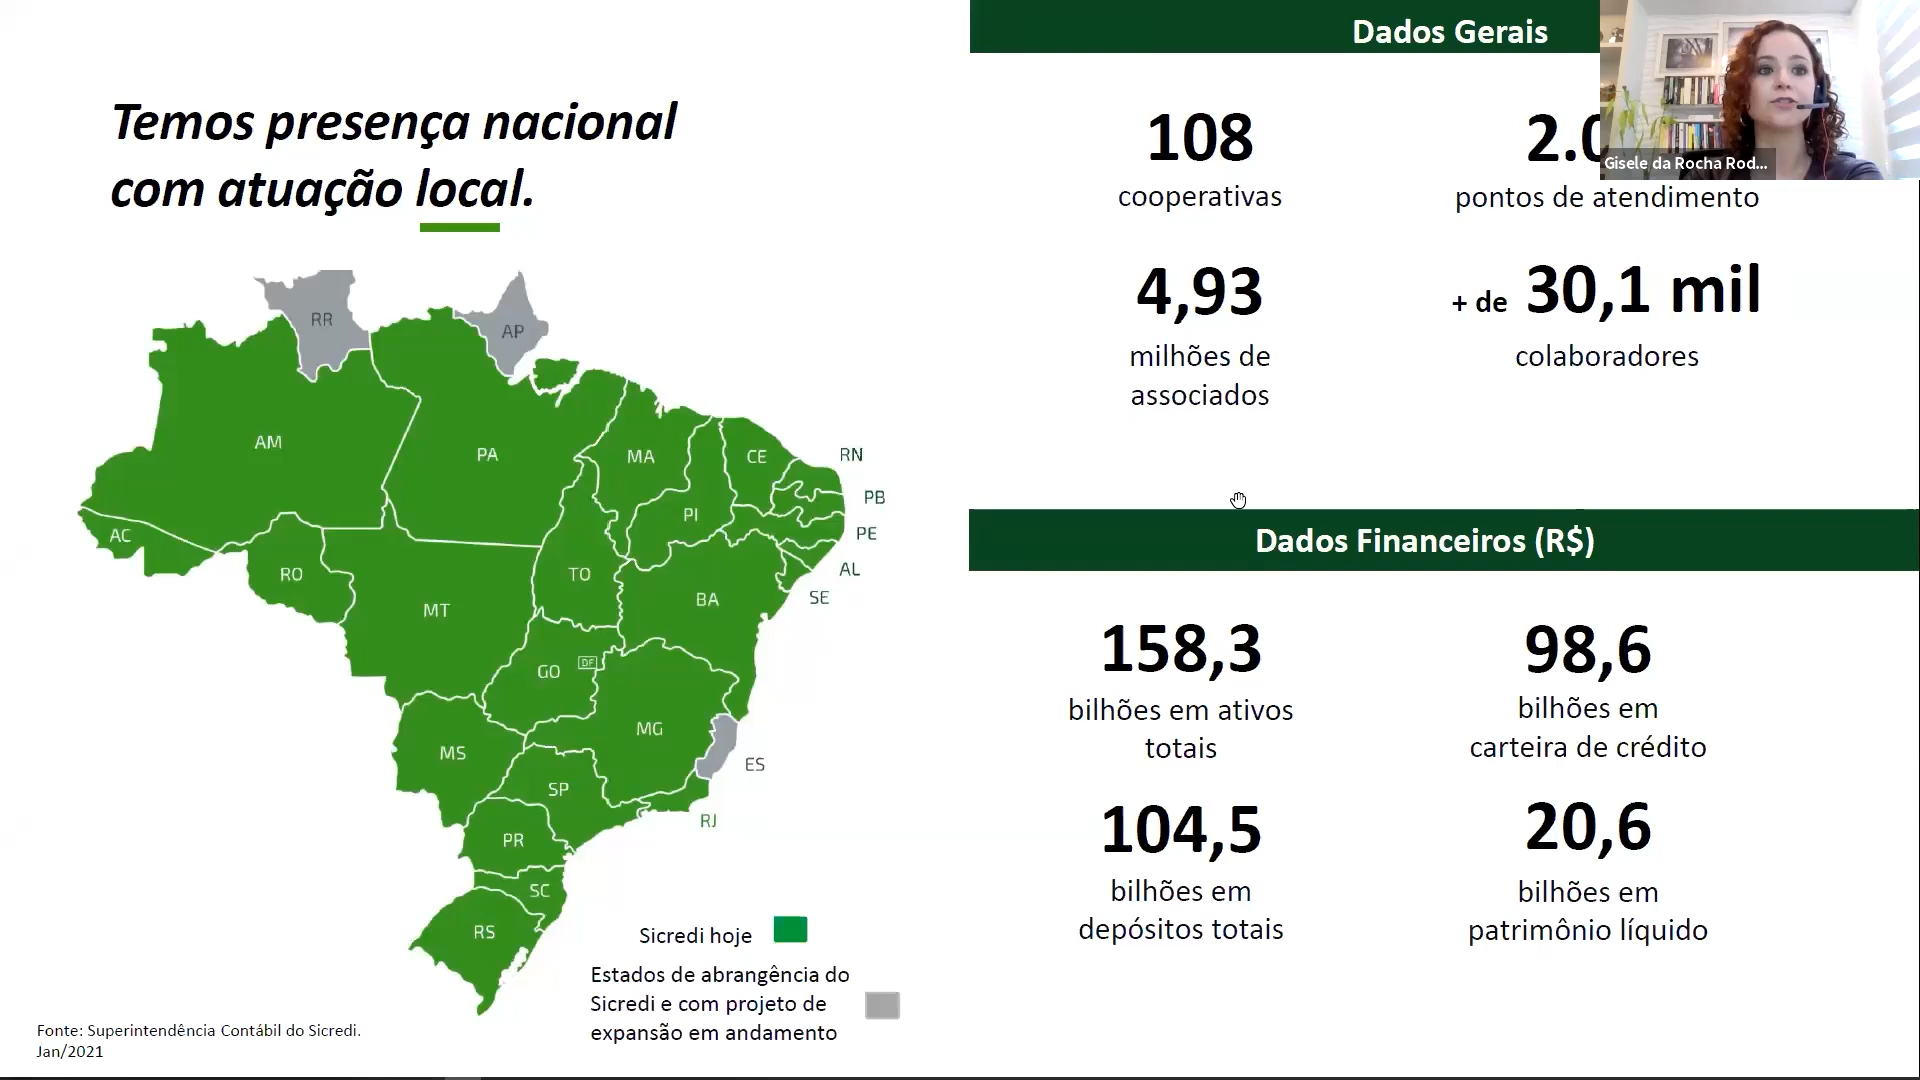 Temos presença nacional
com atuação local.
RR
AP
AM
PA
MA
CE
RN
PB
PE
AL
SE
PI
AC
RO
TO
BA
MT
GO
DF
MG
ES
MS
SP
RJ
PR
SC
RS
Sicredi hoje
Estados de abrangência do
Sicredi e com projeto de
expansão em andamento
Fonte: Superintendência Contábil do Sicredi.
Jan/2021
Dados Gerais
108
cooperativas
pontos de atendimento
4,93
milhões de
associados
+ de 30,1 mil
colaboradores
Gisele da Rocha Rod...
Dados Financeiros (R$)
158,3
bilhões em ativos
totais
98,6
bilhões em
carteira de crédito
104,5
bilhões em
depósitos totais
20,6
bilhões em
patrimônio líquido